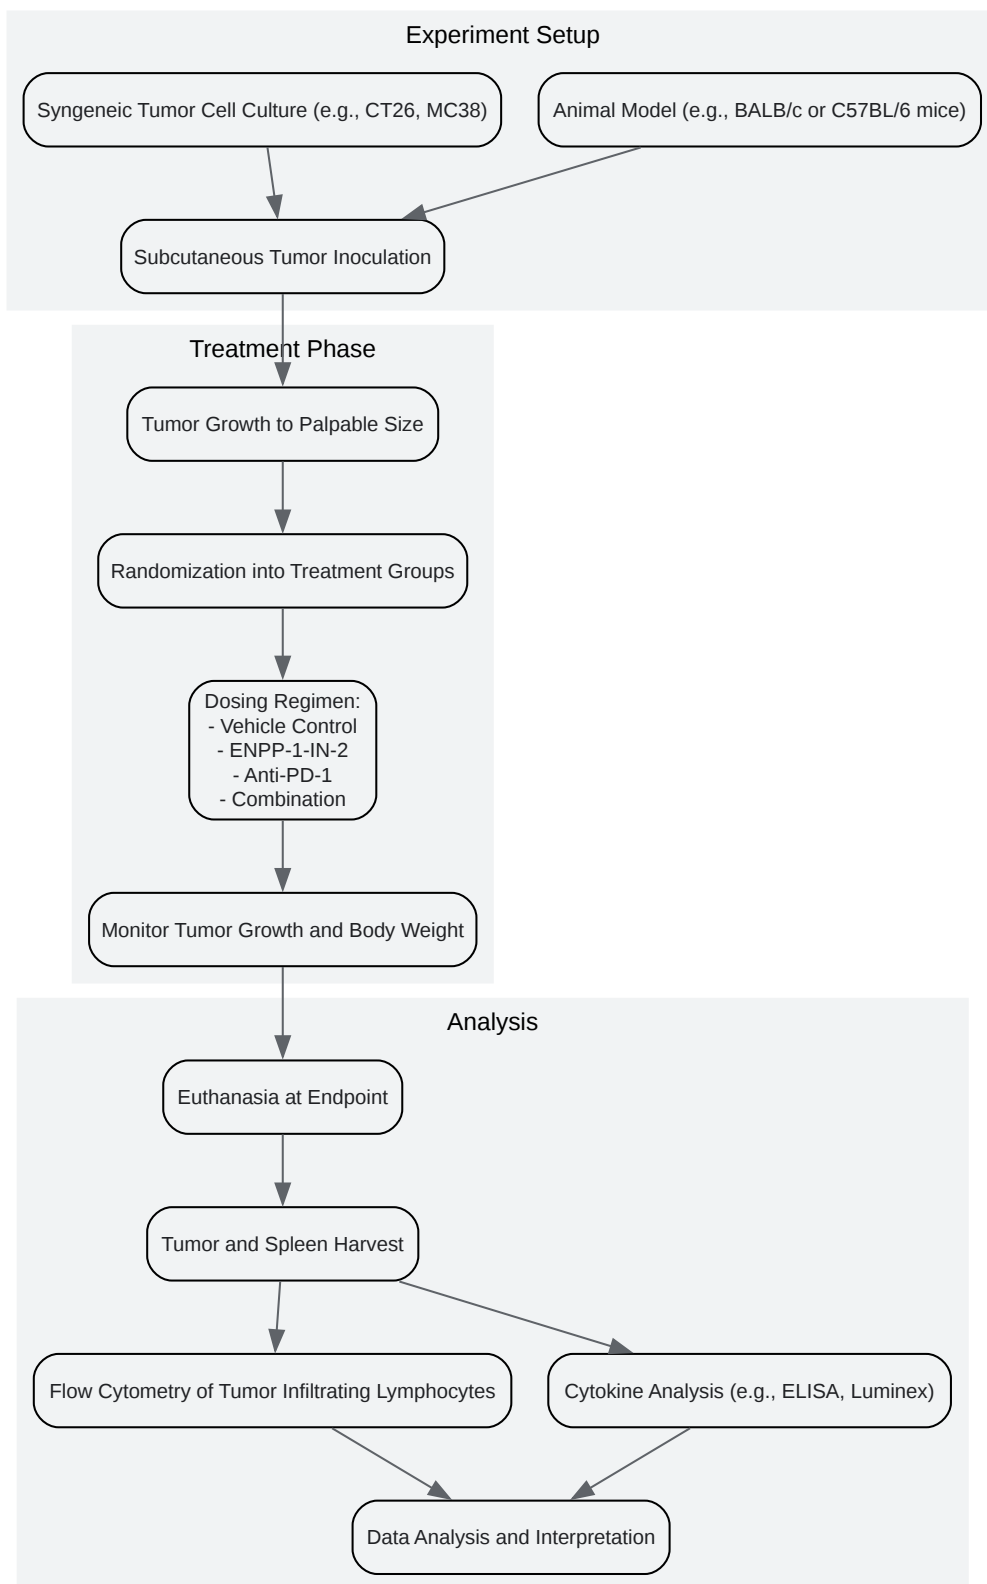 Experiment Setup
Syngeneic Tumor Cell Culture (e.g., CT26, MC38)
Animal Model (e.g., BALB/c or C57BL/6 mice)
Subcutaneous Tumor Inoculation
Treatment Phase
Tumor Growth to Palpable Size
Randomization into Treatment Groups
Dosing Regimen:
- Vehicle Control
- ENPP-1-IN-2
- Anti-PD-1
- Combination
Monitor Tumor Growth and Body Weight
Analysis
Euthanasia at Endpoint
Tumor and Spleen Harvest
Flow Cytometry of Tumor Infiltrating Lymphocytes
Cytokine Analysis (e.g., ELISA, Luminex)
Data Analysis and Interpretation